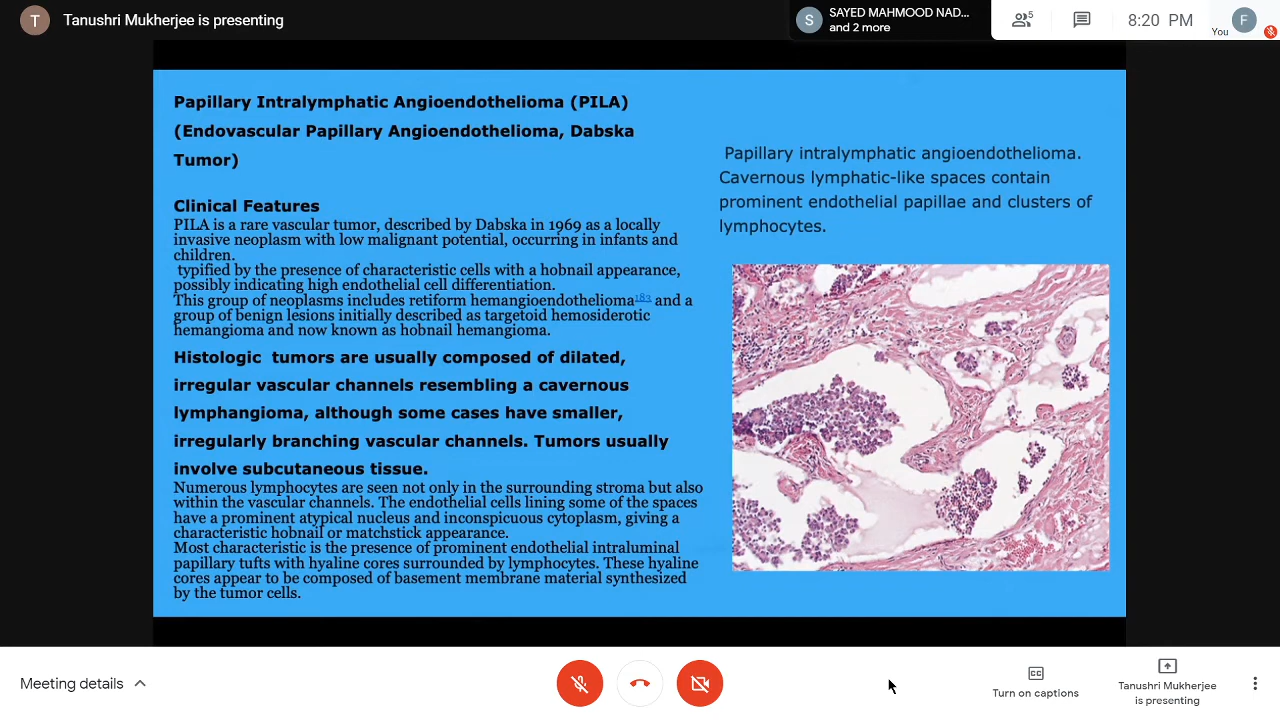 T
Tanushri Mukherjee is presenting
S
SAYED MAHMOOD NAD...
and 2 more
5
8:20 PM
You
F
Papillary Intralymphatic Angioendothelioma (PILA)
(Endovascular Papillary Angioendothelioma, Dabska
Tumor)
Clinical Features
PILA is a rare vascular tumor, described by Dabska in 1969 as a locally
invasive neoplasm with low malignant potential, occurring in infants and
children.
typified by the presence of characteristic cells with a hobnail appearance,
possibly indicating high endothelial cell differentiation.
This group of neoplasms includes retiform hemangioendothelioma183 and a
group of benign lesions initially described as targetoid hemosiderotic
hemangioma and now known as hobnail hemangioma.
Histologic tumors are usually composed of dilated,
irregular vascular channels resembling a cavernous
lymphangioma, although some cases have smaller,
irregularly branching vascular channels. Tumors usually
involve subcutaneous tissue.
Numerous lymphocytes are seen not only in the surrounding stroma but also
within the vascular channels. The endothelial cells lining some of the spaces
have a prominent atypical nucleus and inconspicuous cytoplasm, giving a
characteristic hobnail or matchstick appearance.
Most characteristic is the presence of prominent endothelial intraluminal
papillary tufts with hyaline cores surrounded by lymphocytes. These hyaline
cores appear to be composed of basement membrane material synthesized
by the tumor cells.
Papillary intralymphatic angioendothelioma.
Cavernous lymphatic-like spaces contain
prominent endothelial papillae and clusters of
lymphocytes.
Meeting details
CC
Turn on captions
Tanushri Mukherjee
is presenting